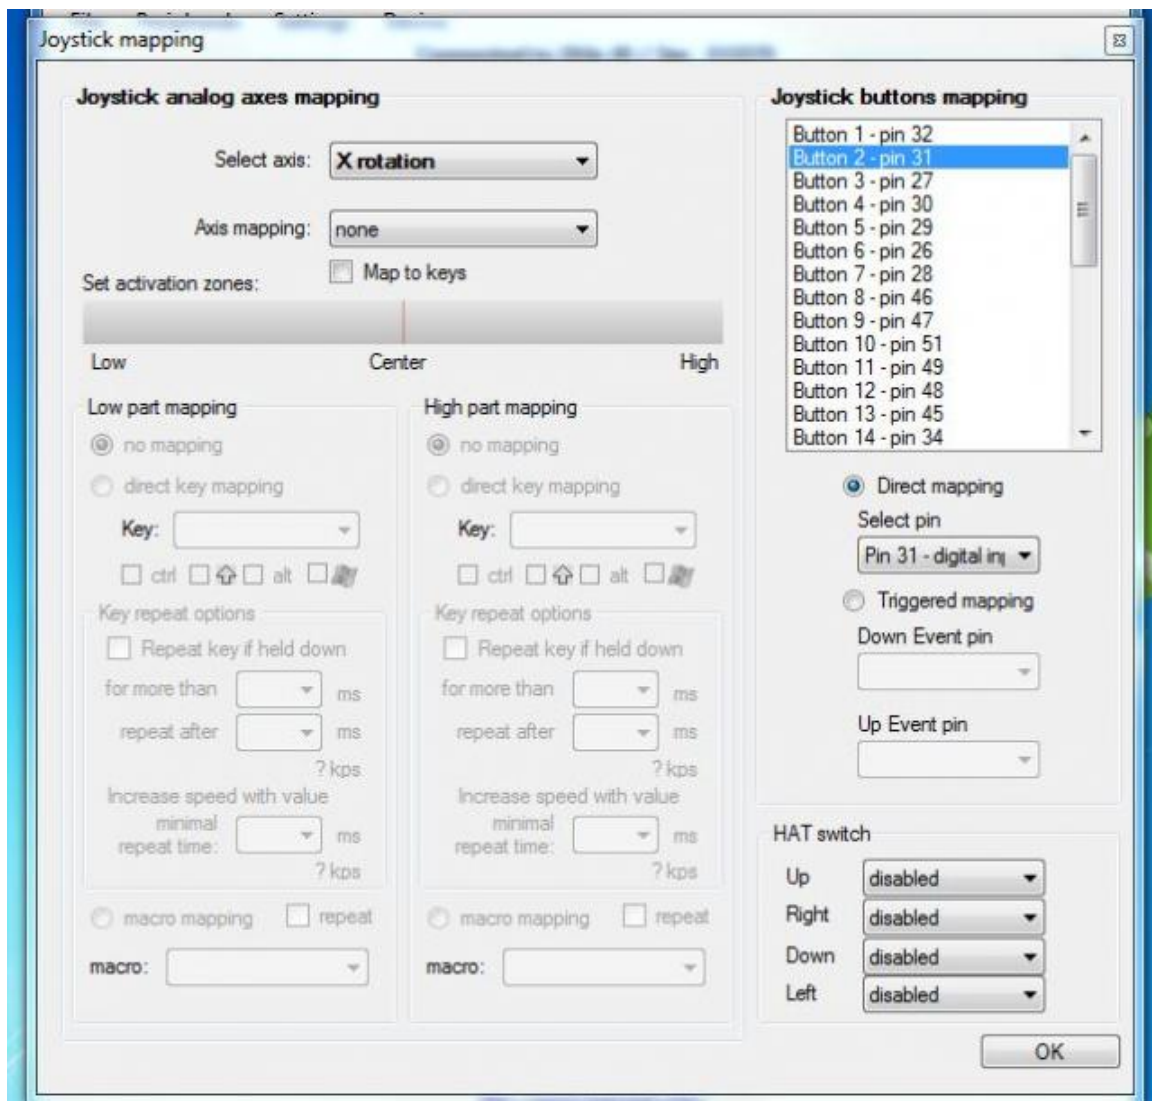 File Peripherals Settings Device
Joystick mapping
Joystick analog axes mapping
Select axis: X rotation
Axis mapping: none
Map to keys
Set activation zones:
Low Center High
Low part mapping
no mapping
direct key mapping
Key:
ctrl alt
Key repeat options
Repeat key if held down
for more than ms
repeat after ms
? kps
Increase speed with value
minimal
repeat time: ms
? kps
macro mapping repeat
macro:
High part mapping
no mapping
direct key mapping
Key:
ctrl alt
Key repeat options
Repeat key if held down
for more than ms
repeat after ms
? kps
Increase speed with value
minimal
repeat time: ms
? kps
macro mapping repeat
macro:
Joystick buttons mapping
Button 1 - pin 32
Button 2 - pin 31
Button 3 - pin 27
Button 4 - pin 30
Button 5 - pin 29
Button 6 - pin 26
Button 7 - pin 28
Button 8 - pin 46
Button 9 - pin 47
Button 10 - pin 51
Button 11 - pin 49
Button 12 - pin 48
Button 13 - pin 45
Button 14 - pin 34
Direct mapping
Select pin
Pin 31 - digital in
Triggered mapping
Down Event pin
Up Event pin
HAT switch
Up disabled
Right disabled
Down disabled
Left disabled
OK